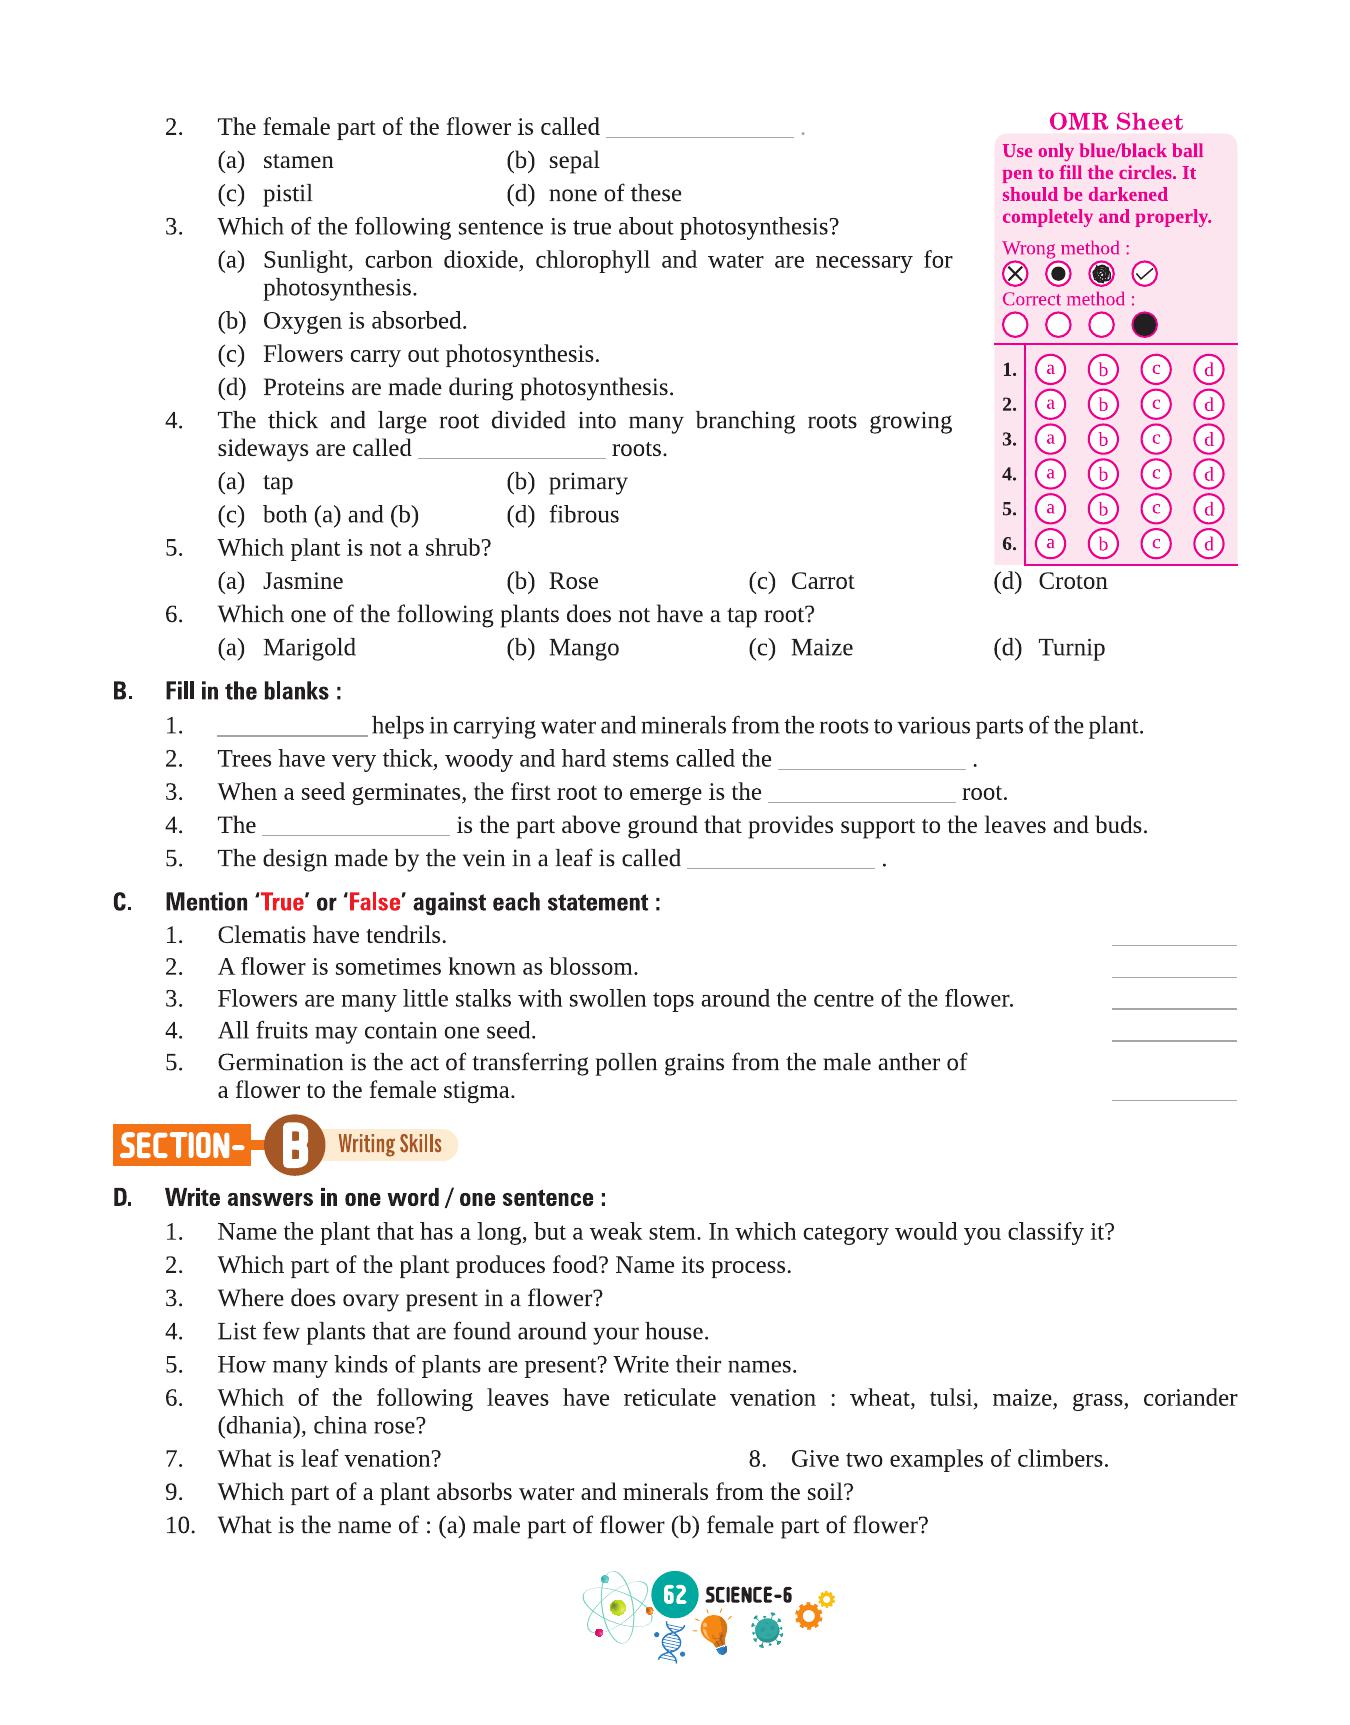 2. The female part of the flower is called ____________ .
(a) stamen (b) sepal
(c) pistil (d) none of these
3. Which of the following sentence is true about photosynthesis?
(a) Sunlight, carbon dioxide, chlorophyll and water are necessary for
photosynthesis.
(b) Oxygen is absorbed.
(c) Flowers carry out photosynthesis.
(d) Proteins are made during photosynthesis.
4. The thick and large root divided into many branching roots growing
sideways are called ____________ roots.
(a) tap (b) primary
(c) both (a) and (b) (d) fibrous
5. Which plant is not a shrub?
(a) Jasmine (b) Rose (c) Carrot (d) Croton
6. Which one of the following plants does not have a tap root?
(a) Marigold (b) Mango (c) Maize (d) Turnip
OMR Sheet
Use only blue/black ball
pen to fill the circles. It
should be darkened
completely and properly.
Wrong method :
Correct method :
1. a b c d
2. a b c d
3. a b c d
4. a b c d
5. a b c d
6. a b c d
B. Fill in the blanks :
1. ____________ helps in carrying water and minerals from the roots to various parts of the plant.
2. Trees have very thick, woody and hard stems called the ____________ .
3. When a seed germinates, the first root to emerge is the ____________ root.
4. The ____________ is the part above ground that provides support to the leaves and buds.
5. The design made by the vein in a leaf is called ____________ .
C. Mention ‘True’ or ‘False’ against each statement :
1. Clematis have tendrils. ________
2. A flower is sometimes known as blossom. ________
3. Flowers are many little stalks with swollen tops around the centre of the flower. ________
4. All fruits may contain one seed. ________
5. Germination is the act of transferring pollen grains from the male anther of
a flower to the female stigma. ________
SECTION- B Writing Skills
D. Write answers in one word / one sentence :
1. Name the plant that has a long, but a weak stem. In which category would you classify it?
2. Which part of the plant produces food? Name its process.
3. Where does ovary present in a flower?
4. List few plants that are found around your house.
5. How many kinds of plants are present? Write their names.
6. Which of the following leaves have reticulate venation : wheat, tulsi, maize, grass, coriander
(dhania), china rose?
7. What is leaf venation? 8. Give two examples of climbers.
9. Which part of a plant absorbs water and minerals from the soil?
10. What is the name of : (a) male part of flower (b) female part of flower?
62 SCIENCE-6